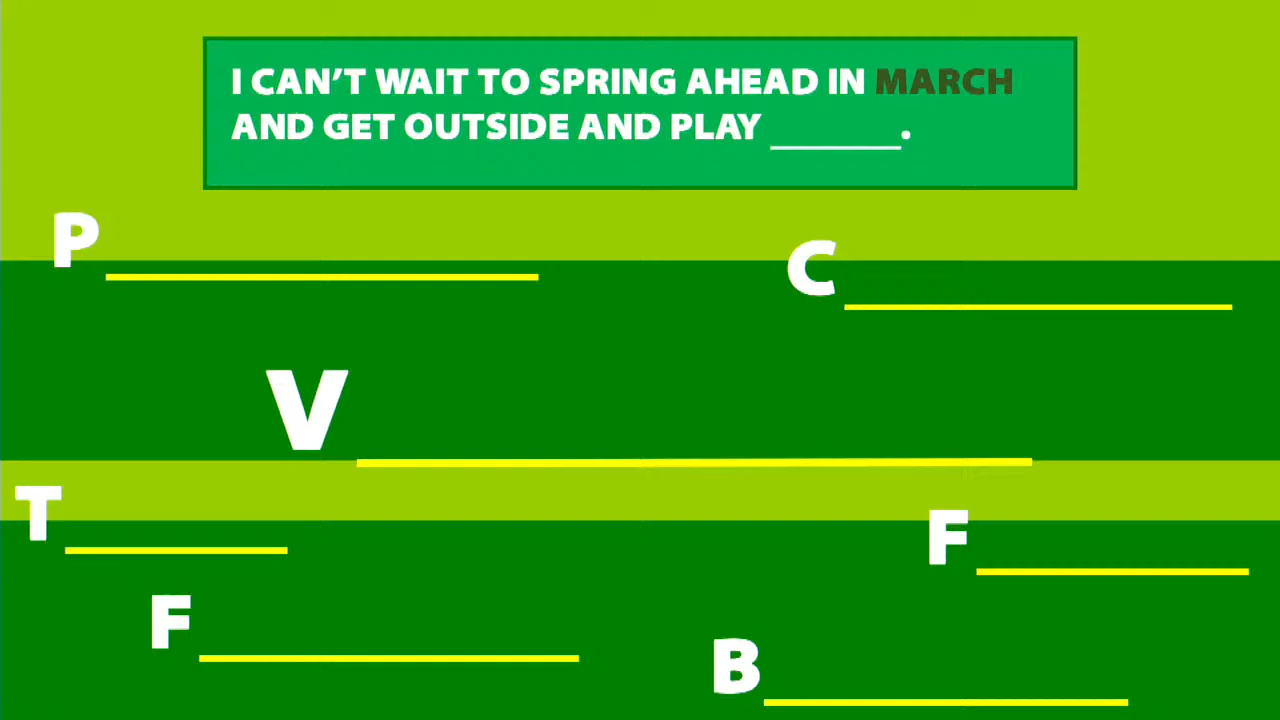 I CAN'T WAIT TO SPRING AHEAD IN MARCH
AND GET OUTSIDE AND PLAY _______.
P
C
V
T
F
F
B